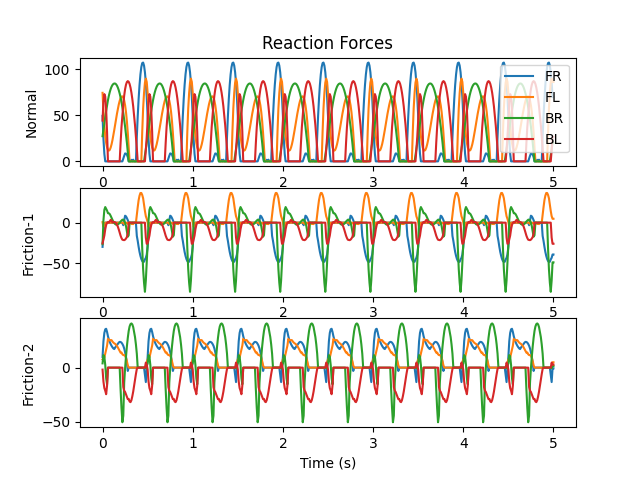 Reaction Forces
Normal
100
50
0
FR
FL
BR
BL
0 1 2 3 4 5
Friction-1
0
−50
0 1 2 3 4 5
Friction-2
0
−50
0 1 2 3 4 5
Time (s)